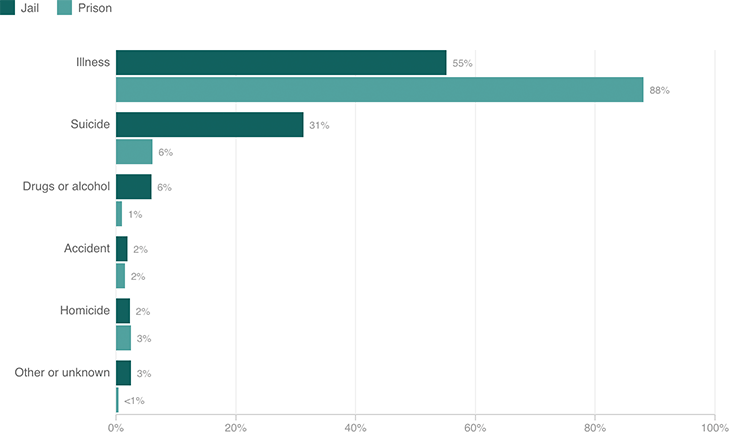 Jail Prison
Illness
55%
88%
Suicide
31%
6%
Drugs or alcohol
6%
1%
Accident
2%
2%
Homicide
2%
3%
Other or unknown
3%
<1%
0% 20% 40% 60% 80% 100%